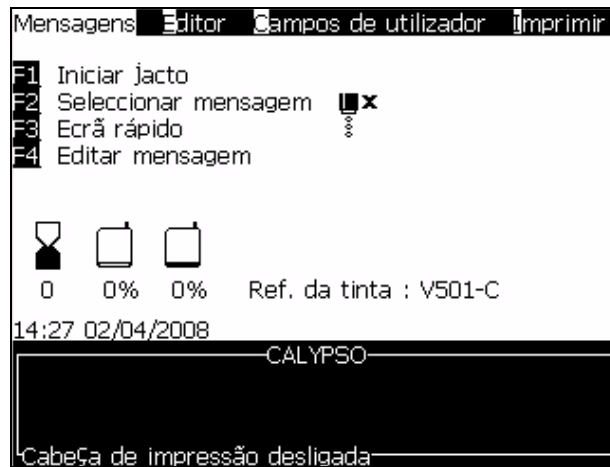 Mensagens Editor Campos de utilizador Imprimir
F1 Iniciar jacto
F2 Seleccionar mensagem
F3 Ecrã rápido
F4 Editar mensagem
0 0% 0% Ref. da tinta : V501-C
14:27 02/04/2008
CALYPSO
Cabeça de impressão desligada